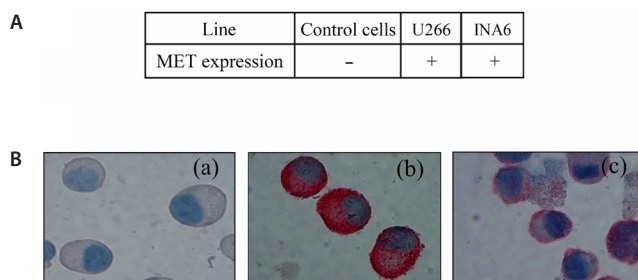 A
Line Control cells U266 INA6
MET expression – + +
B
(a) (b) (c)